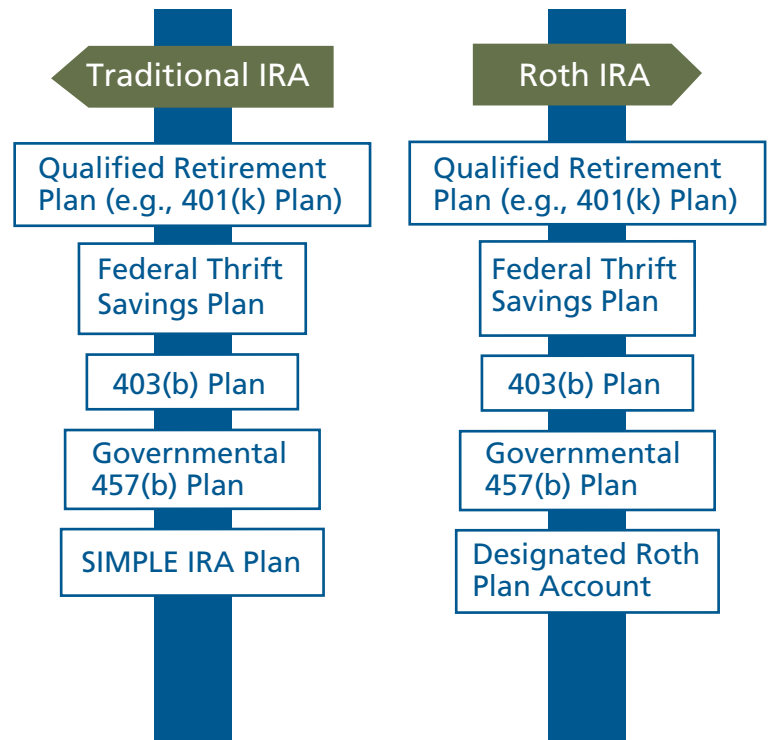 Traditional IRA
Qualified Retirement
Plan (e.g., 401(k) Plan)
Federal Thrift
Savings Plan
403(b) Plan
Governmental
457(b) Plan
SIMPLE IRA Plan
Roth IRA
Qualified Retirement
Plan (e.g., 401(k) Plan)
Federal Thrift
Savings Plan
403(b) Plan
Governmental
457(b) Plan
Designated Roth
Plan Account